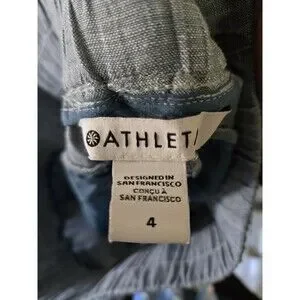 ATHLET
DESIGNED IN
SAN FRANCISCO
CONÇU À
SAN FRANCISCO
4